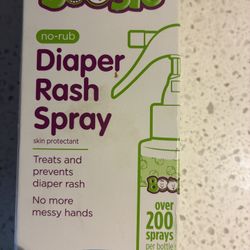 no-rub
Diaper
Rash
Spray
skin protectant
Treats and
prevents
diaper rash
No more
messy hands
over
200
sprays
per bottle